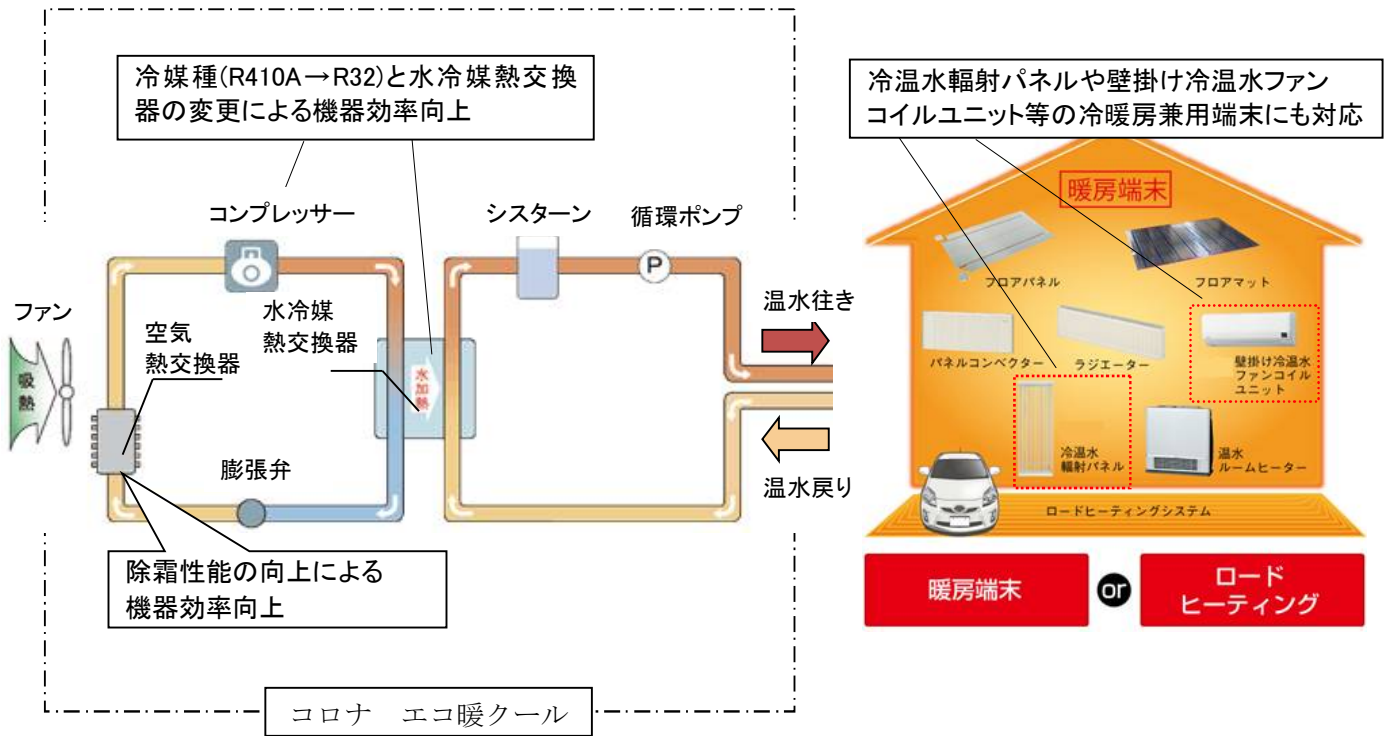 冷媒種(R410A→R32)と水冷媒熱交換
器の変更による機器効率向上
冷温水輻射パネルや壁掛け冷温水ファン
コイルユニット等の冷暖房兼用端末にも対応
コンプレッサー
シスターン
循環ポンプ
P
ファン
吸熱
空気
熱交換器
水冷媒
熱交換器
水加熱
膨張弁
温水往き
温水戻り
除霜性能の向上による
機器効率向上
コロナ　エコ暖クール
暖房端末
フロアパネル
フロアマット
パネルコンベクター
ラジエーター
壁掛け冷温水
ファンコイル
ユニット
冷温水
輻射パネル
温水
ルームヒーター
ロードヒーティングシステム
暖房端末
or
ロード
ヒーティング